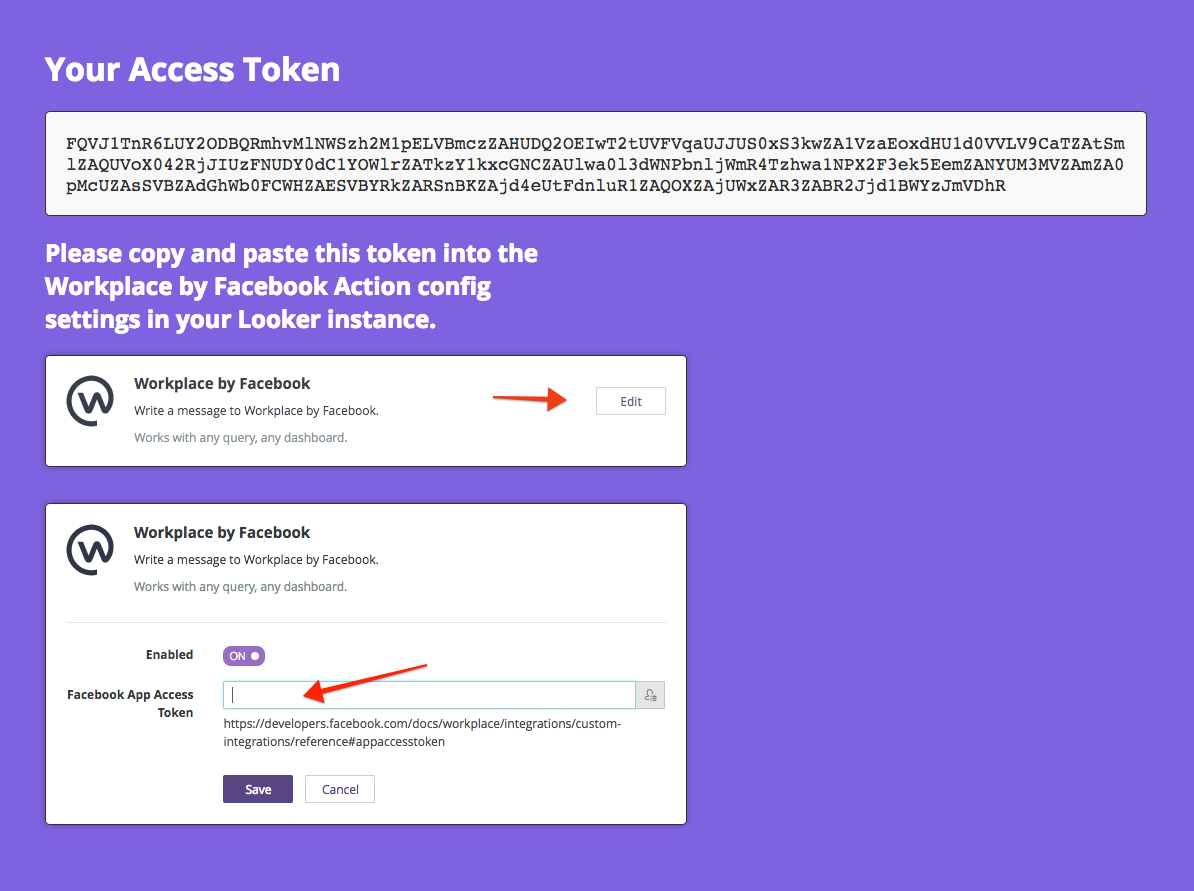 Your Access Token
FQVJ1TnR6LUY2ODBQRmhvMlNWSzh2M1pELVBmczZAHUDQ2OEIwT2tUVFVqaUJJUS0xS3kwZA1VzaEoxdHU1d0VVLV9CaTZAtSm
lZAQUVoX042RjJIUzFNUDY0dC1YOWlrZATkzY1kxcGNCZAUlwa0l3dWNPbnljWmR4Tzhwa1NPX2F3ek5EemZANYUM3MVZAmZA0
pMcUZAsSVBZAdGhWb0FCWHZAESVBYRkZARSnBKZAjd4eUtFdnluR1ZAQOXZAjUWxZAR3ZABR2Jjd1BWYzJmVDhR
Please copy and paste this token into the
Workplace by Facebook Action config
settings in your Looker instance.
Workplace by Facebook
Write a message to Workplace by Facebook.
Works with any query, any dashboard.
Edit
Workplace by Facebook
Write a message to Workplace by Facebook.
Works with any query, any dashboard.
Enabled
ON
Facebook App Access
Token
https://developers.facebook.com/docs/workplace/integrations/custom-
integrations/reference#appaccesstoken
Save
Cancel